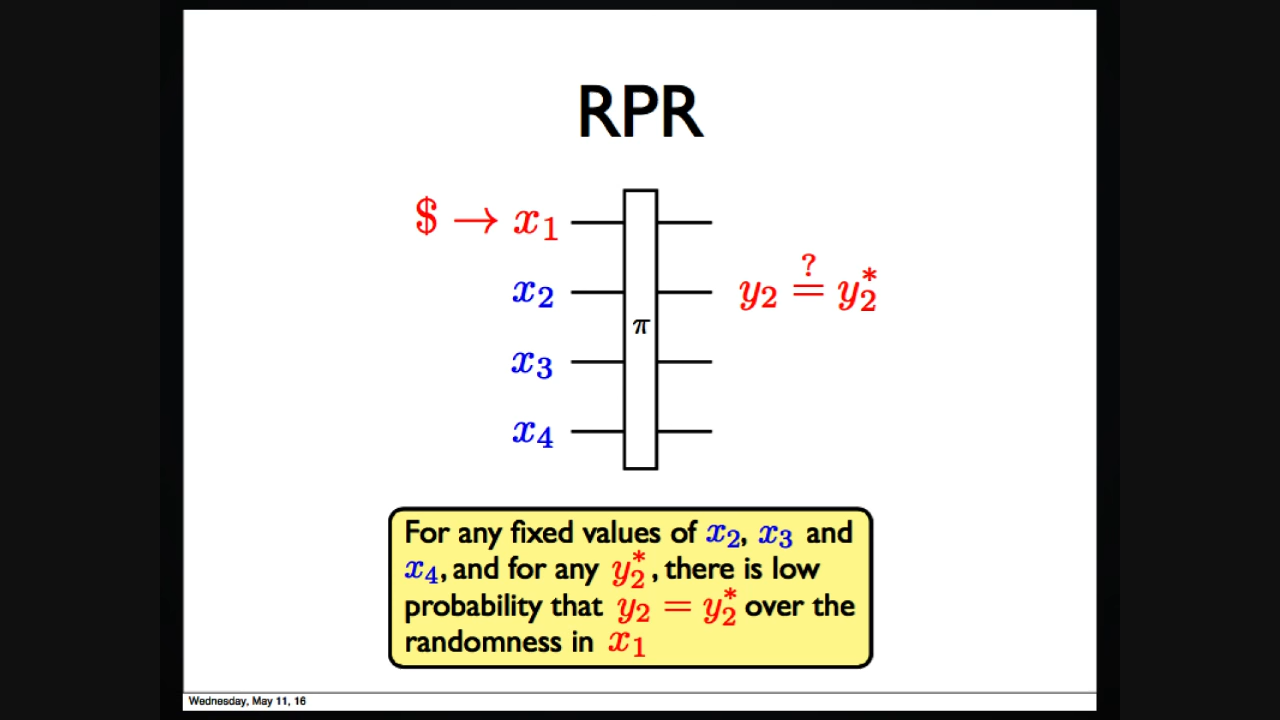 RPR
$ → x₁
x₂
y₂ ≟ y₂*
π
x₃
x₄
For any fixed values of x₂, x₃ and
x₄, and for any y₂*, there is low
probability that y₂ = y₂* over the
randomness in x₁
Wednesday, May 11, 16